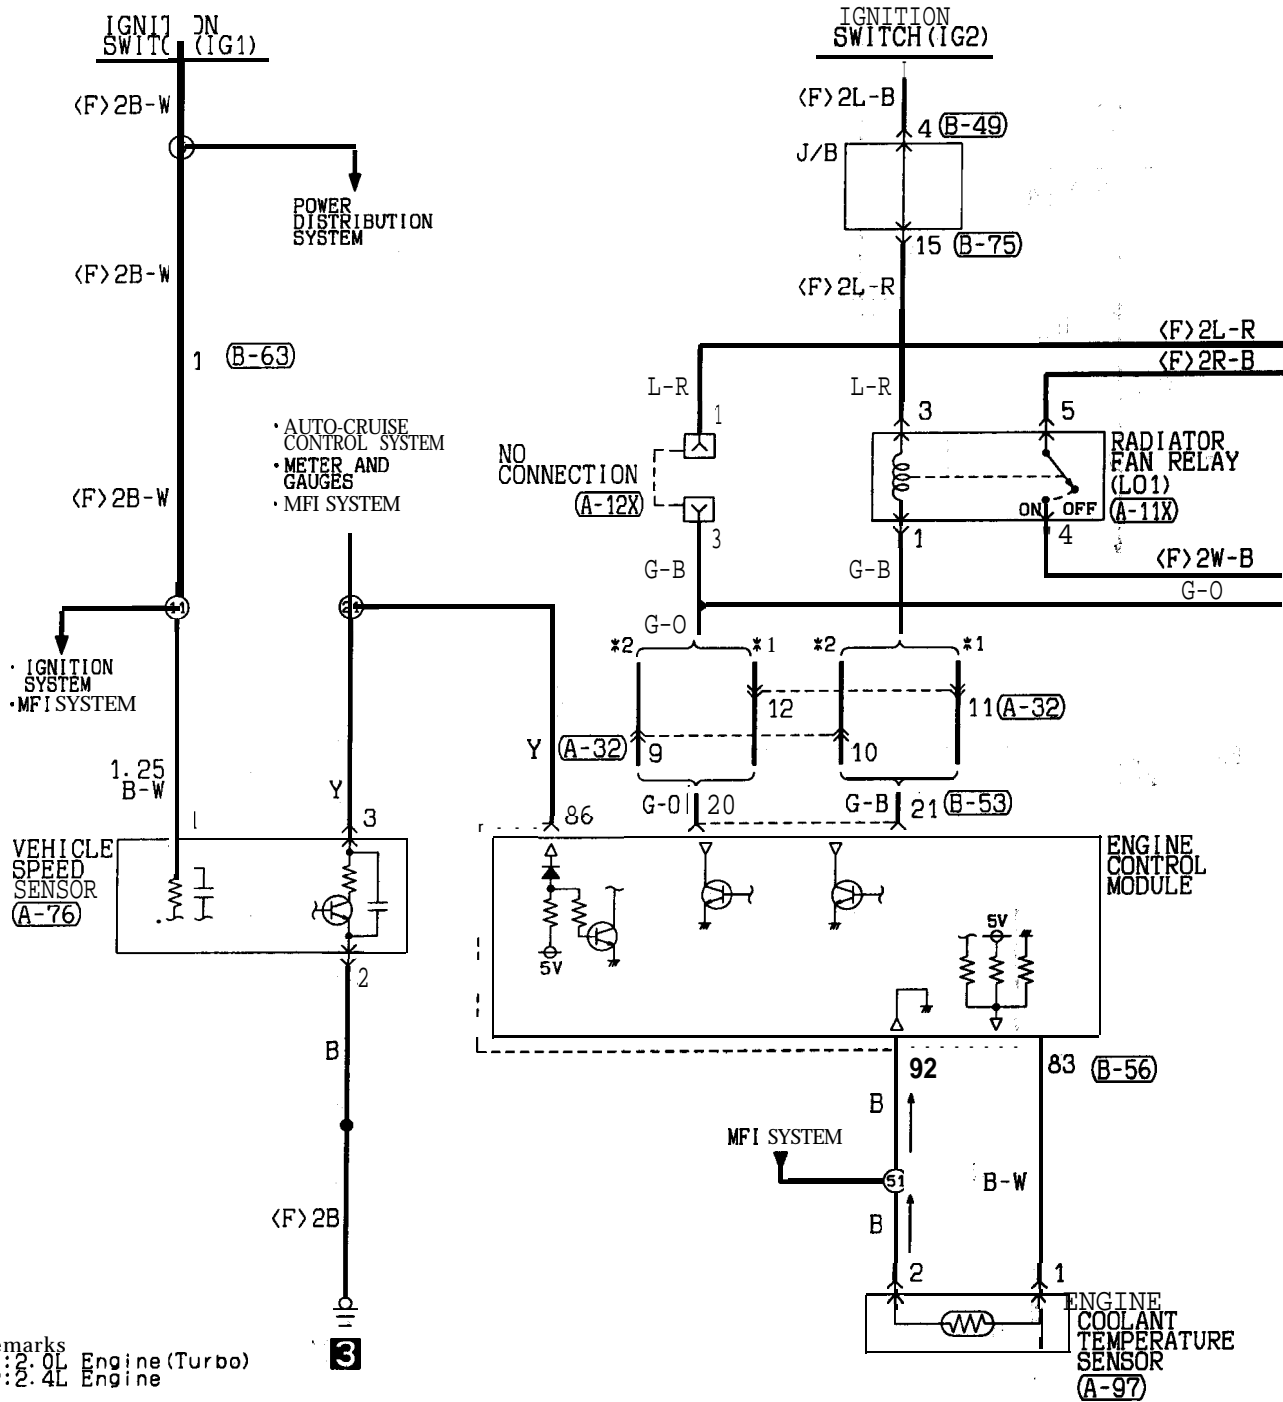 SWITCH(IG2)
IGNITION
(IG1)
<F>2B-W
<F>2L-B
4 (B-49)
J/B
POWER
DISTRIBUTION
SYSTEM
15 (B-75)
<F>2B-W
<F>2L-R
<F>2L-R
1 (B-63)
<F>2R-B
L-R
L-R
1
3
5
· AUTO-CRUISE
CONTROL SYSTEM
· METER AND
GAUGES
· MFI SYSTEM
NO
CONNECTION
(A-12X)
RADIATOR
FAN RELAY
(LO1)
(A-11X)
ON OFF
<F>2B-W
3
1
4
G-B
G-B
<F>2W-B
G-O
11
21
G-O
*2
*1
*2
*1
· IGNITION
SYSTEM
·MFI SYSTEM
12
11 (A-32)
Y
(A-32)
9
10
1.25
B-W
Y
G-O
20
G-B
21 (B-53)
1
3
86
VEHICLE
SPEED
SENSOR
(A-76)
ENGINE
CONTROL
MODULE
5V
5V
2
B
92
83 (B-56)
B
MFI SYSTEM
51
B-W
<F>2B
B
2
1
ENGINE
COOLANT
TEMPERATURE
SENSOR
(A-97)
3
emarks
:2.0L Engine(Turbo)
:2.4L Engine